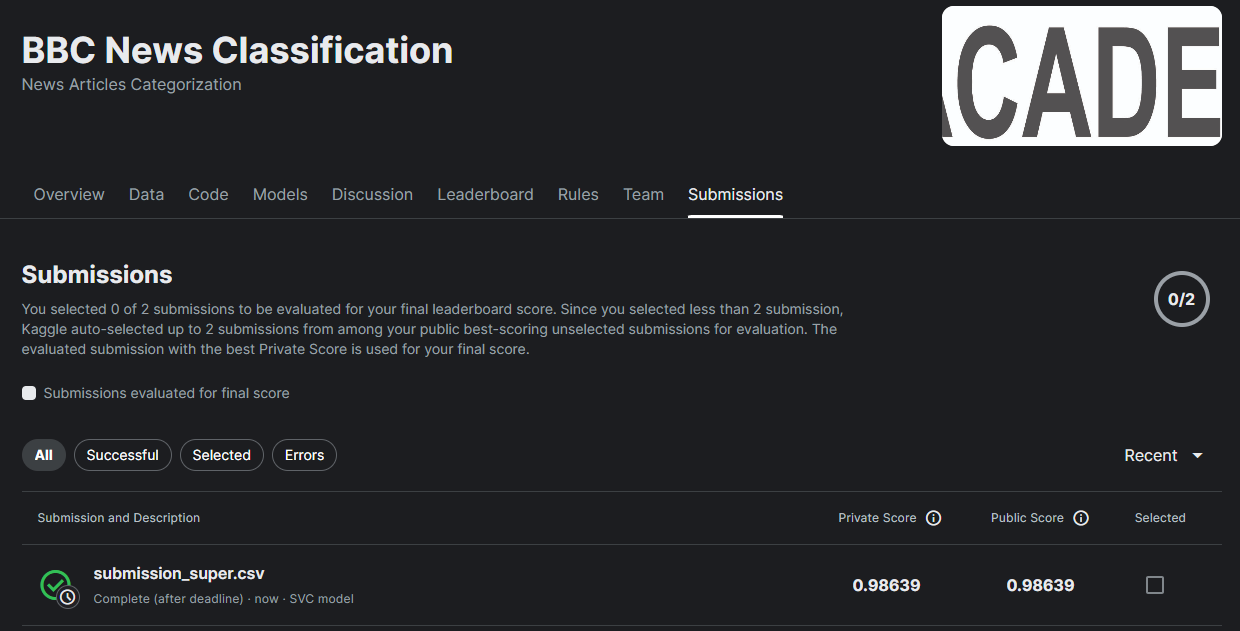 BBC News Classification
News Articles Categorization
CADE
Overview Data Code Models Discussion Leaderboard Rules Team Submissions
Submissions
You selected 0 of 2 submissions to be evaluated for your final leaderboard score. Since you selected less than 2 submission,
Kaggle auto-selected up to 2 submissions from among your public best-scoring unselected submissions for evaluation. The
evaluated submission with the best Private Score is used for your final score.
0/2
Submissions evaluated for final score
All Successful Selected Errors Recent
Submission and Description Private Score Public Score Selected
submission_super.csv
0.98639 0.98639
Complete (after deadline) · now · SVC model